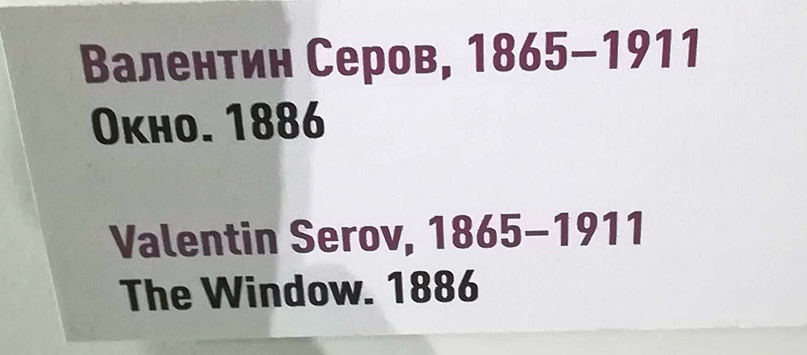 Валентин Серов, 1865–1911
Окно. 1886
Valentin Serov, 1865–1911
The Window. 1886